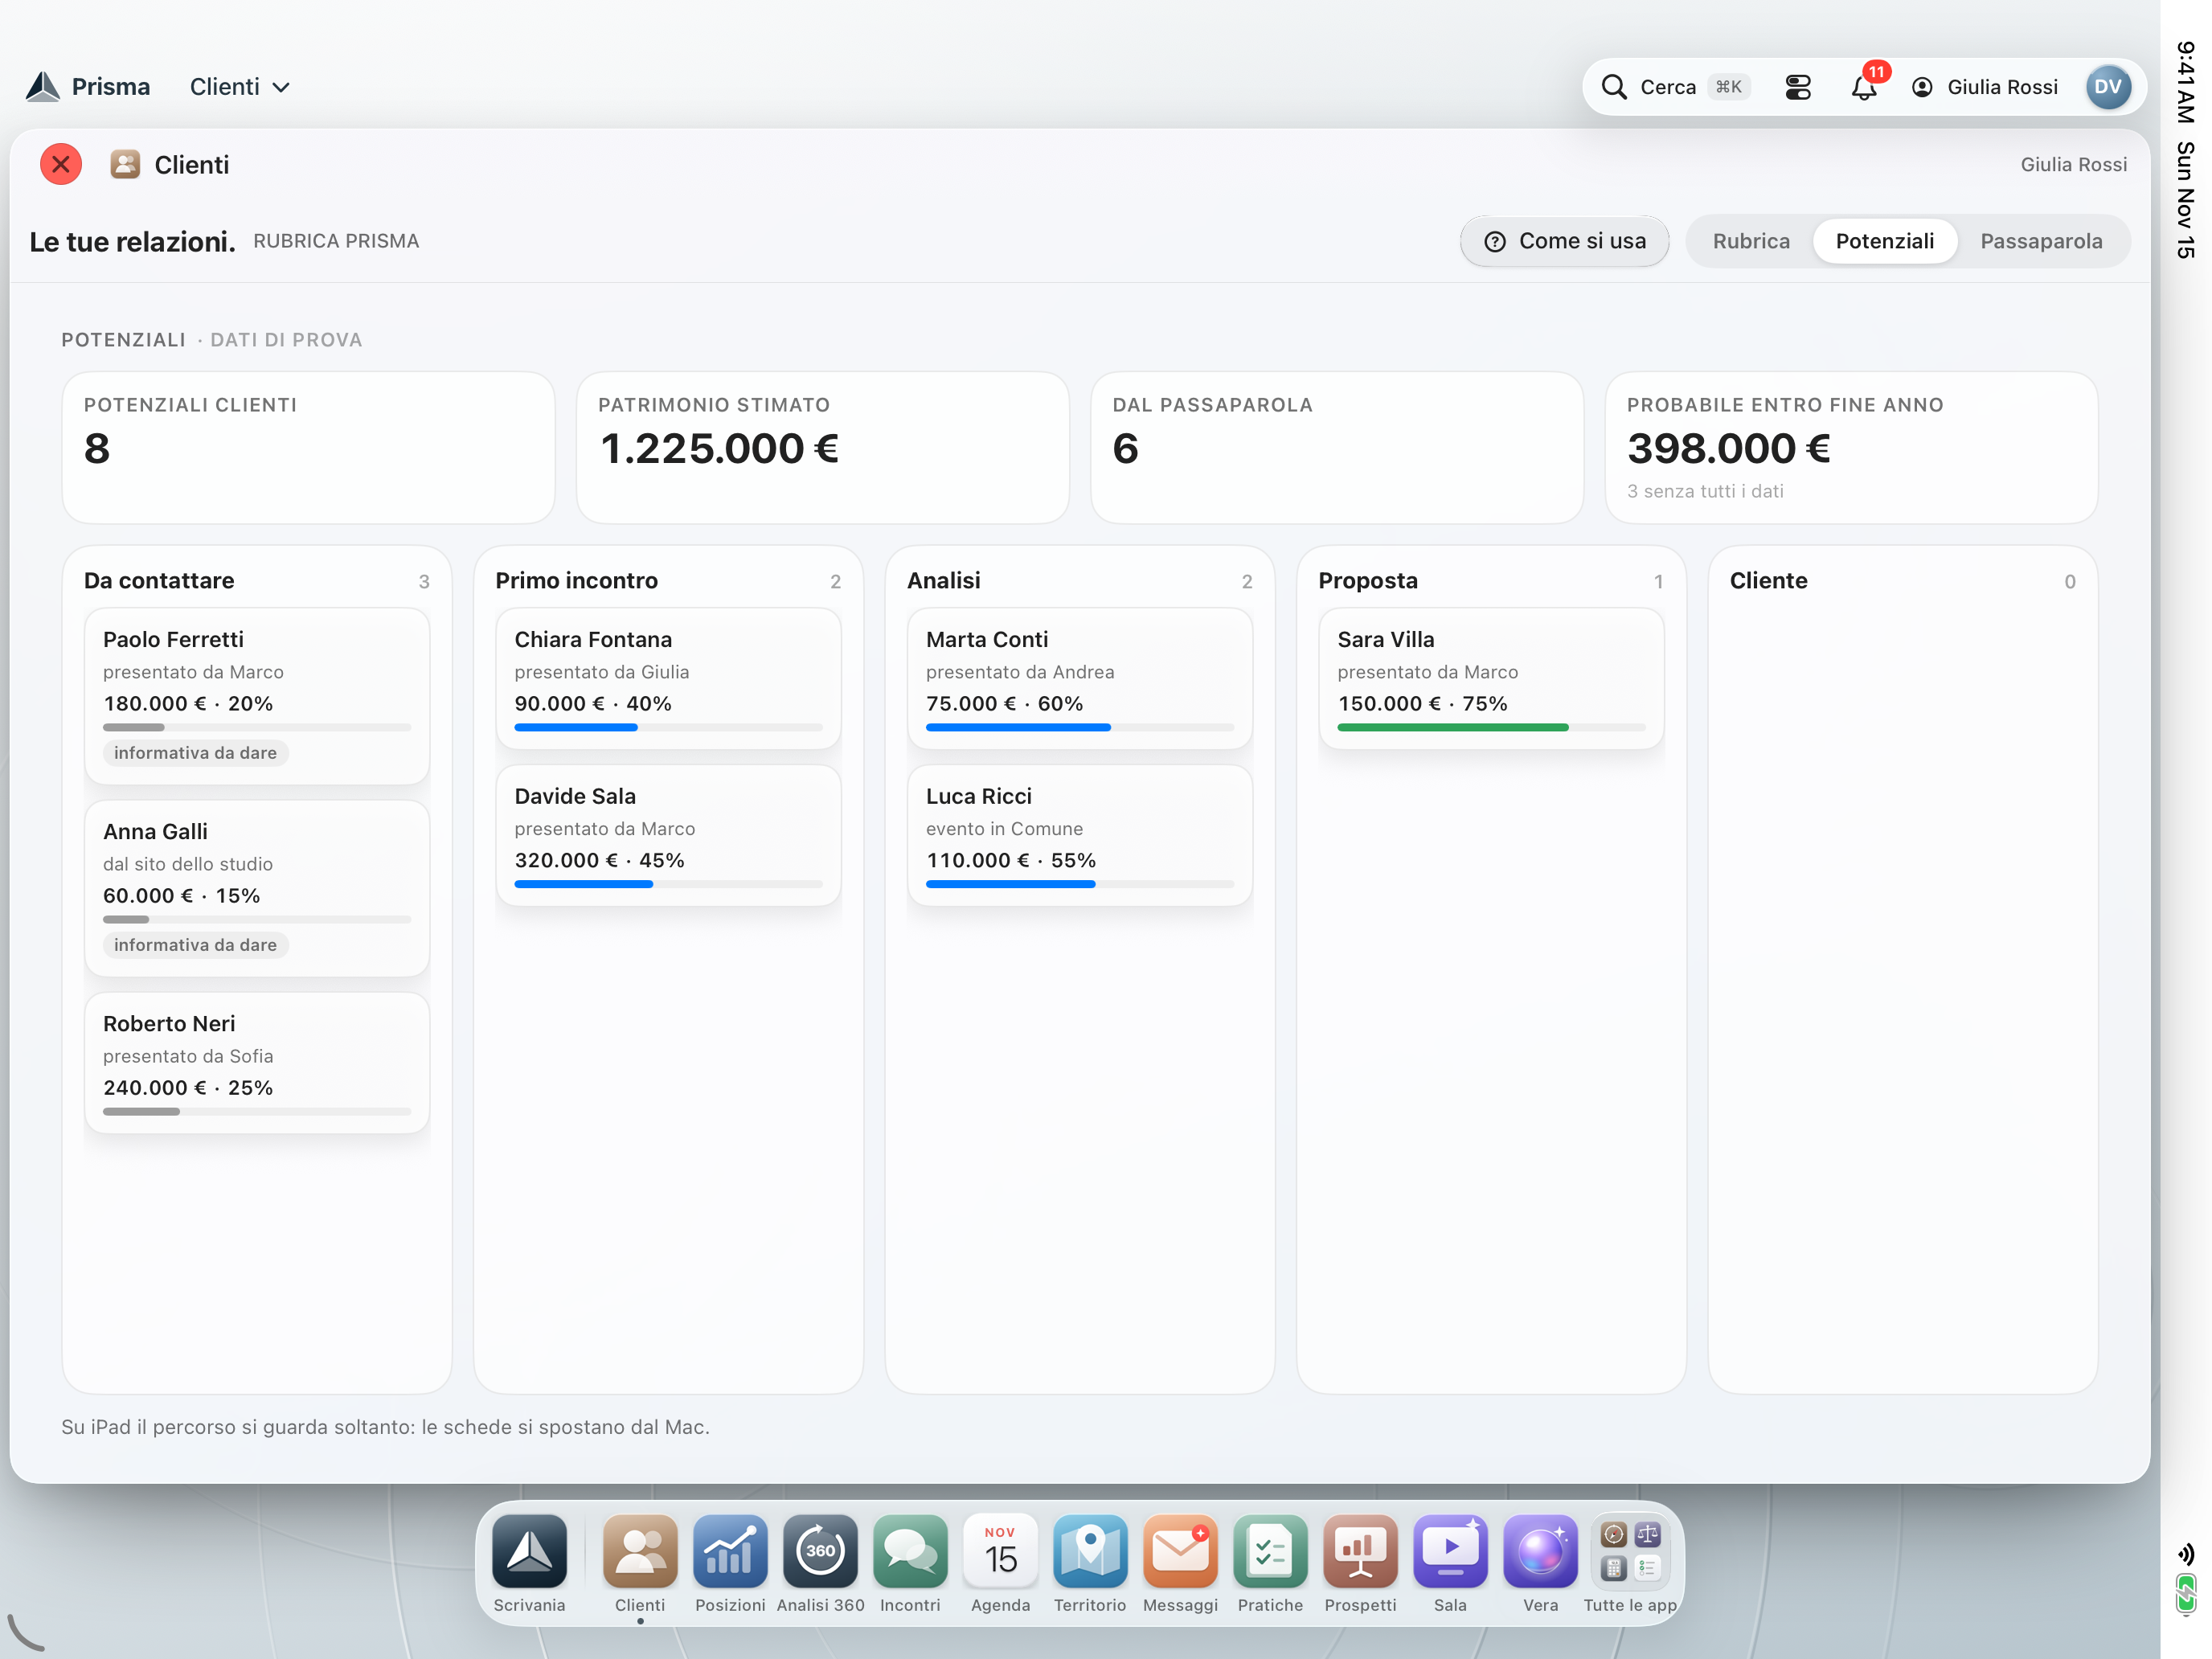 Prisma
Clienti
Cerca ⌘K
11
Giulia Rossi
DV
9:41 AM Sun Nov 15
Clienti
Giulia Rossi
Le tue relazioni. RUBRICA PRISMA
Come si usa
Rubrica
Potenziali
Passaparola
POTENZIALI · DATI DI PROVA
POTENZIALI CLIENTI
8
PATRIMONIO STIMATO
1.225.000 €
DAL PASSAPAROLA
6
PROBABILE ENTRO FINE ANNO
398.000 €
3 senza tutti i dati
Da contattare 3
Paolo Ferretti
presentato da Marco
180.000 € · 20%
informativa da dare
Anna Galli
dal sito dello studio
60.000 € · 15%
informativa da dare
Roberto Neri
presentato da Sofia
240.000 € · 25%
Primo incontro 2
Chiara Fontana
presentato da Giulia
90.000 € · 40%
Davide Sala
presentato da Marco
320.000 € · 45%
Analisi 2
Marta Conti
presentato da Andrea
75.000 € · 60%
Luca Ricci
evento in Comune
110.000 € · 55%
Proposta 1
Sara Villa
presentato da Marco
150.000 € · 75%
Cliente 0
Su iPad il percorso si guarda soltanto: le schede si spostano dal Mac.
360
NOV
15
Scrivania
Clienti
Posizioni
Analisi 360
Incontri
Agenda
Territorio
Messaggi
Pratiche
Prospetti
Sala
Vera
Tutte le app